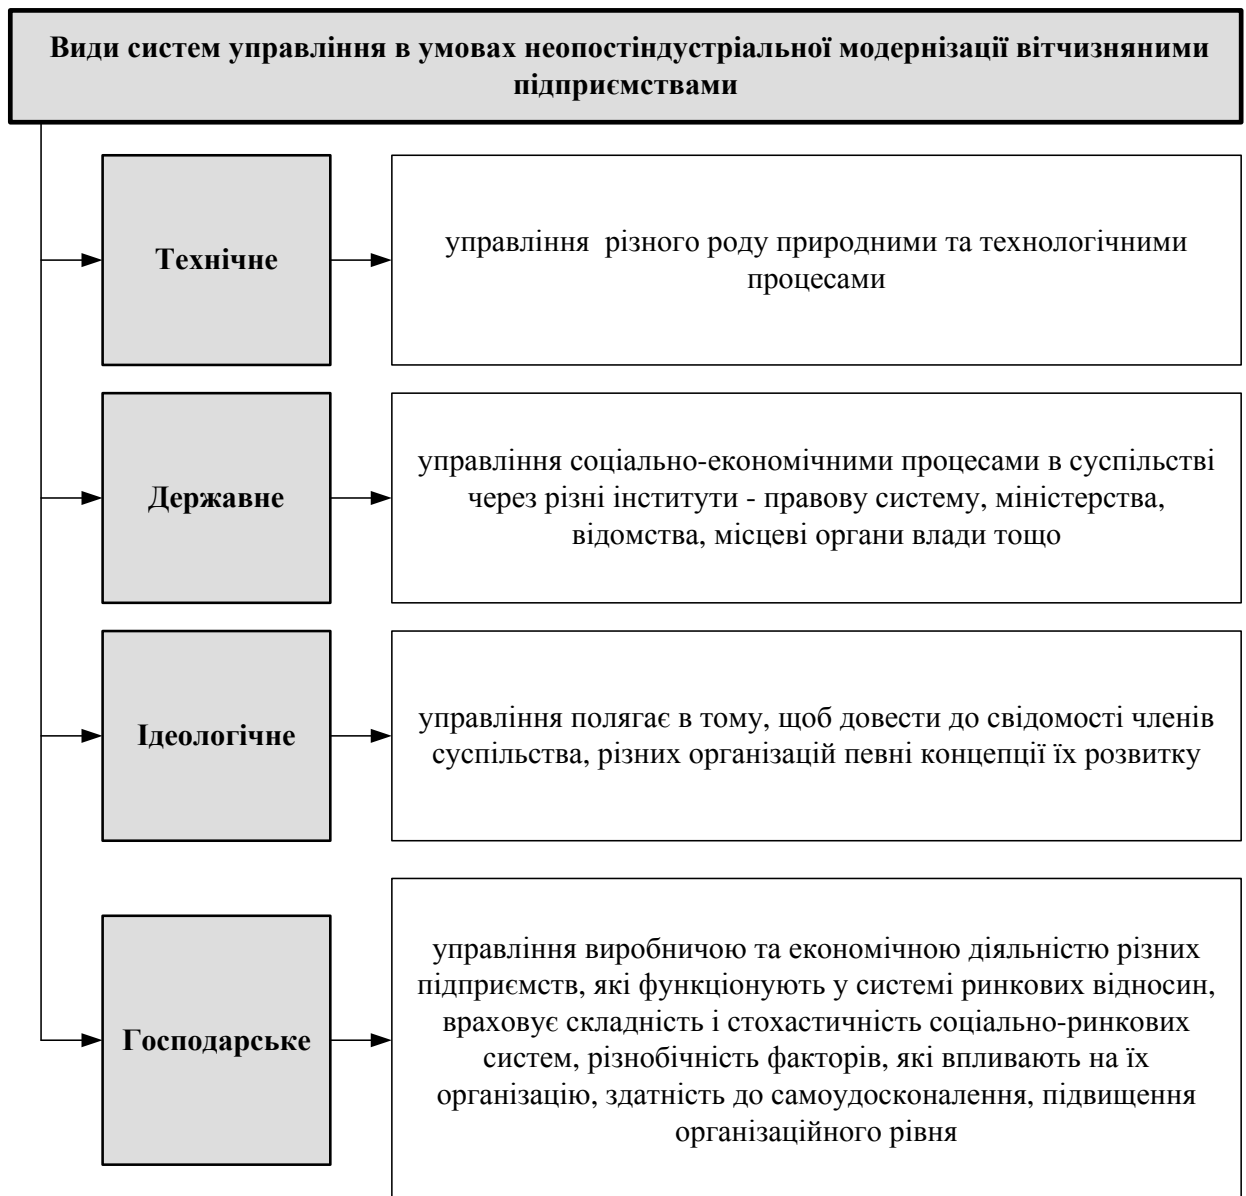 Види систем управління в умовах неопостіндустріальної модернізації вітчизняними
підприємствами
Технічне
управління різного роду природними та технологічними
процесами
Державне
управління соціально-економічними процесами в суспільстві
через різні інститути - правову систему, міністерства,
відомства, місцеві органи влади тощо
Ідеологічне
управління полягає в тому, щоб довести до свідомості членів
суспільства, різних організацій певні концепції їх розвитку
Господарське
управління виробничою та економічною діяльністю різних
підприємств, які функціонують у системі ринкових відносин,
враховує складність і стохастичність соціально-ринкових
систем, різнобічність факторів, які впливають на їх
організацію, здатність до самоудосконалення, підвищення
організаційного рівня